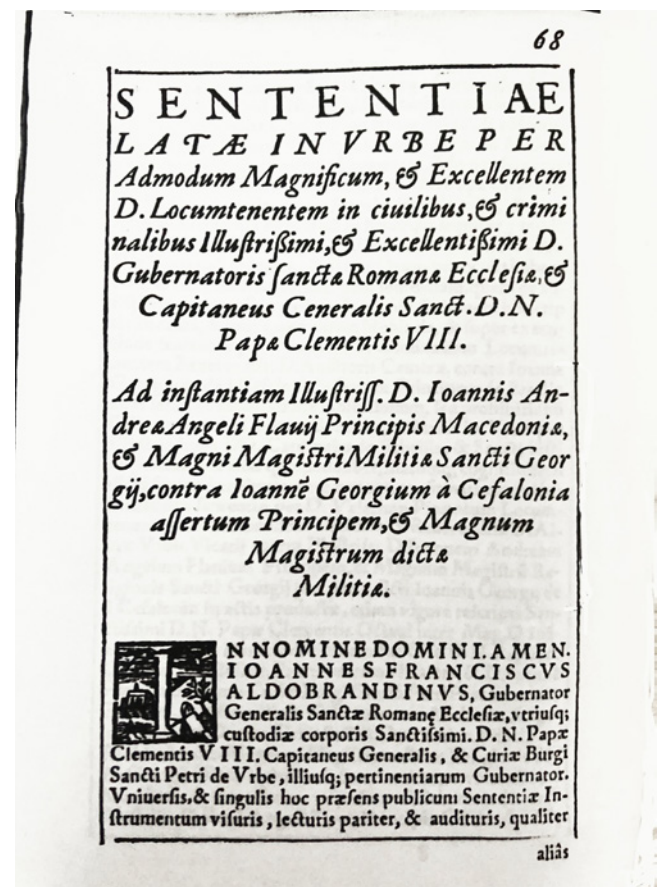 68
SENTENTIAE
LATÆ IN VRBE PER
Admodum Magnificum, & Excellentem
D. Locumtenentem in ciuilibus, & crimi
nalibus Illuſtriſſimi, & Excellentiſſimi D.
Gubernatoris ſanctæ Romanæ Eccleſiæ, &
Capitaneus Ceneralis Sanct. D. N.
Papæ Clementis VIII.
Ad inſtantiam Illuſtriſſ. D. Ioannis An-
dreæ Angeli Flauij Principis Macedoniæ,
& Magni Magiſtri Militiæ Sancti Geor
gij, contra Ioannē Georgium à Cefalonia
aſſertum Principem, & Magnum
Magiſtrum dictæ
Militiæ.
IN NOMINE DOMINI. AMEN.
IOANNES FRANCISCVS
ALDOBRANDINVS, Gubernator
Generalis Sanctæ Romanę Eccleſiæ, vtriuſq;
cuſtodiæ corporis Sanctiſſimi. D. N. Papæ
Clementis VIII. Capitaneus Generalis, & Curiæ Burgi
Sancti Petri de Vrbe, illiuſq; pertinentiarum Gubernator.
Vniuerſis, & ſingulis hoc præſens publicum Sententiæ In-
ſtrumentum viſuris, lecturis pariter, & audituris, qualiter
aliâs